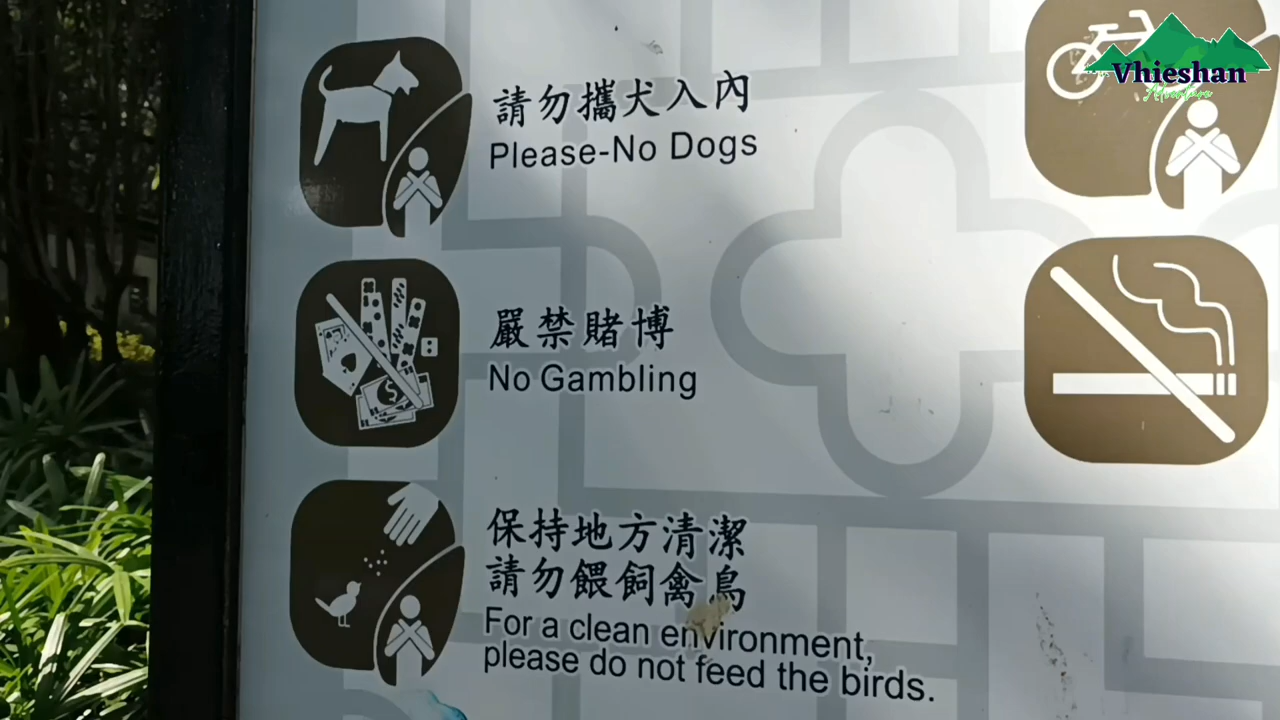 請勿攜犬入內
Please-No Dogs
嚴禁賭博
No Gambling
保持地方清潔
請勿餵飼禽鳥
For a clean environment,
please do not feed the birds.
Vhieshan
Adventure